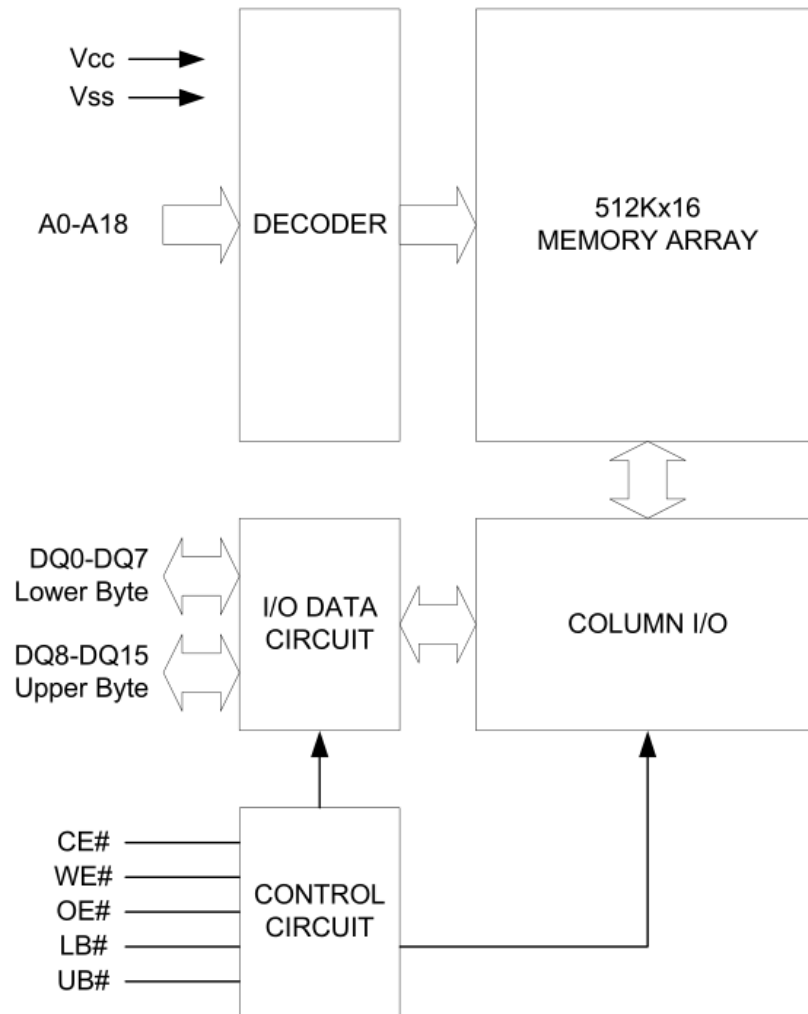 Vcc
Vss
A0-A18
DECODER
512Kx16
MEMORY ARRAY
DQ0-DQ7
Lower Byte
DQ8-DQ15
Upper Byte
I/O DATA
CIRCUIT
COLUMN I/O
CE#
WE#
OE#
LB#
UB#
CONTROL
CIRCUIT